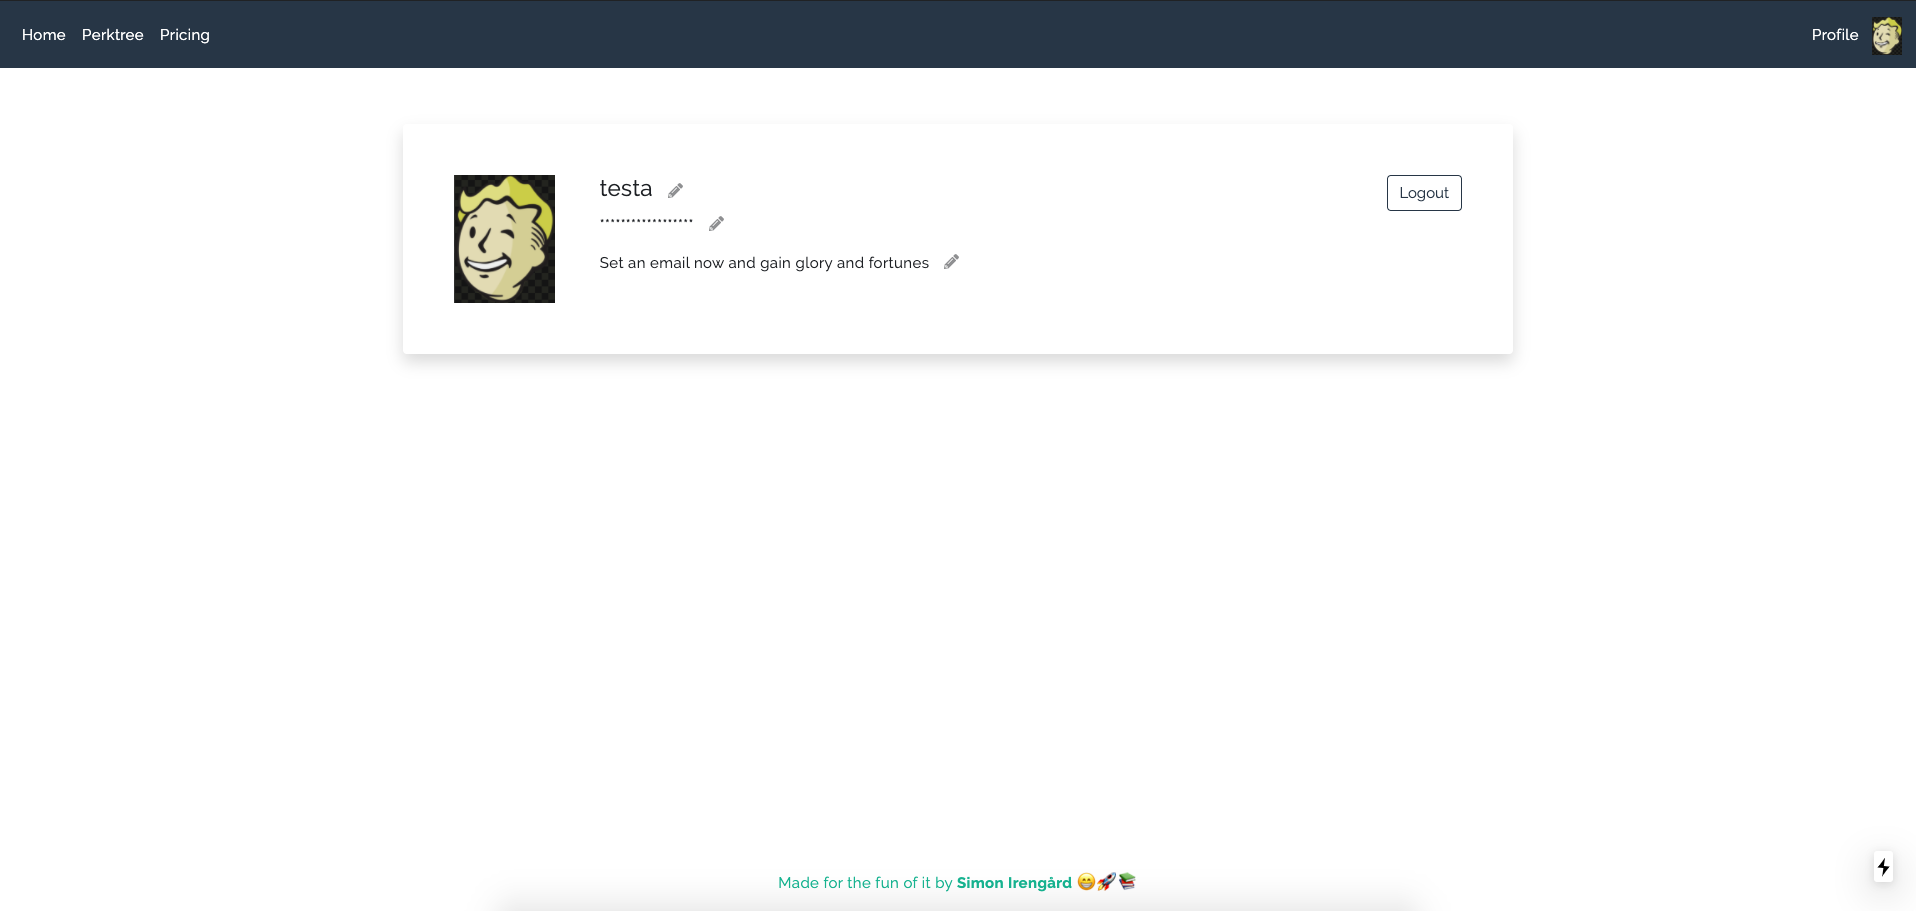 Home Perktree Pricing Profile
testa
Logout
******************
Set an email now and gain glory and fortunes
Made for the fun of it by Simon Irengård 😁🚀📚